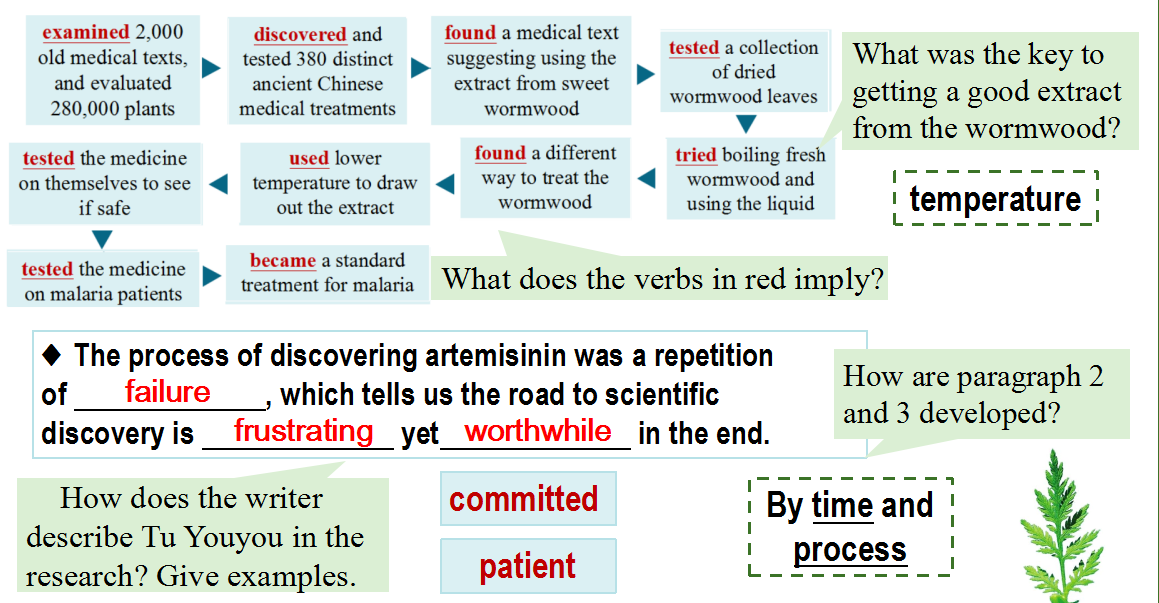 examined 2,000
old medical texts,
and evaluated
280,000 plants
discovered and
tested 380 distinct
ancient Chinese
medical treatments
found a medical text
suggesting using the
extract from sweet
wormwood
tested a collection
of dried
wormwood leaves
What was the key to
getting a good extract
from the wormwood?
temperature
tried boiling fresh
wormwood and
using the liquid
found a different
way to treat the
wormwood
used lower
temperature to draw
out the extract
tested the medicine
on themselves to see
if safe
tested the medicine
on malaria patients
became a standard
treatment for malaria
What does the verbs in red imply?
◆ The process of discovering artemisinin was a repetition
of failure, which tells us the road to scientific
discovery is frustrating yet worthwhile in the end.
How are paragraph 2
and 3 developed?
By time and
process
How does the writer
describe Tu Youyou in the
research? Give examples.
committed
patient